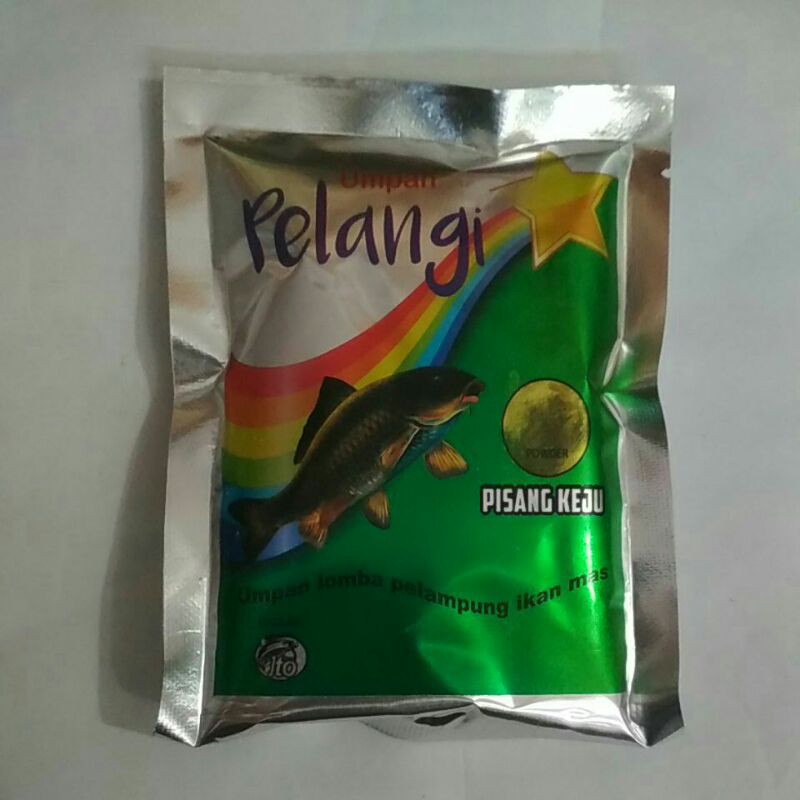 Umpan
Pelangi
POWDER
PISANG KEJU
Umpan lomba pelampung ikan mas